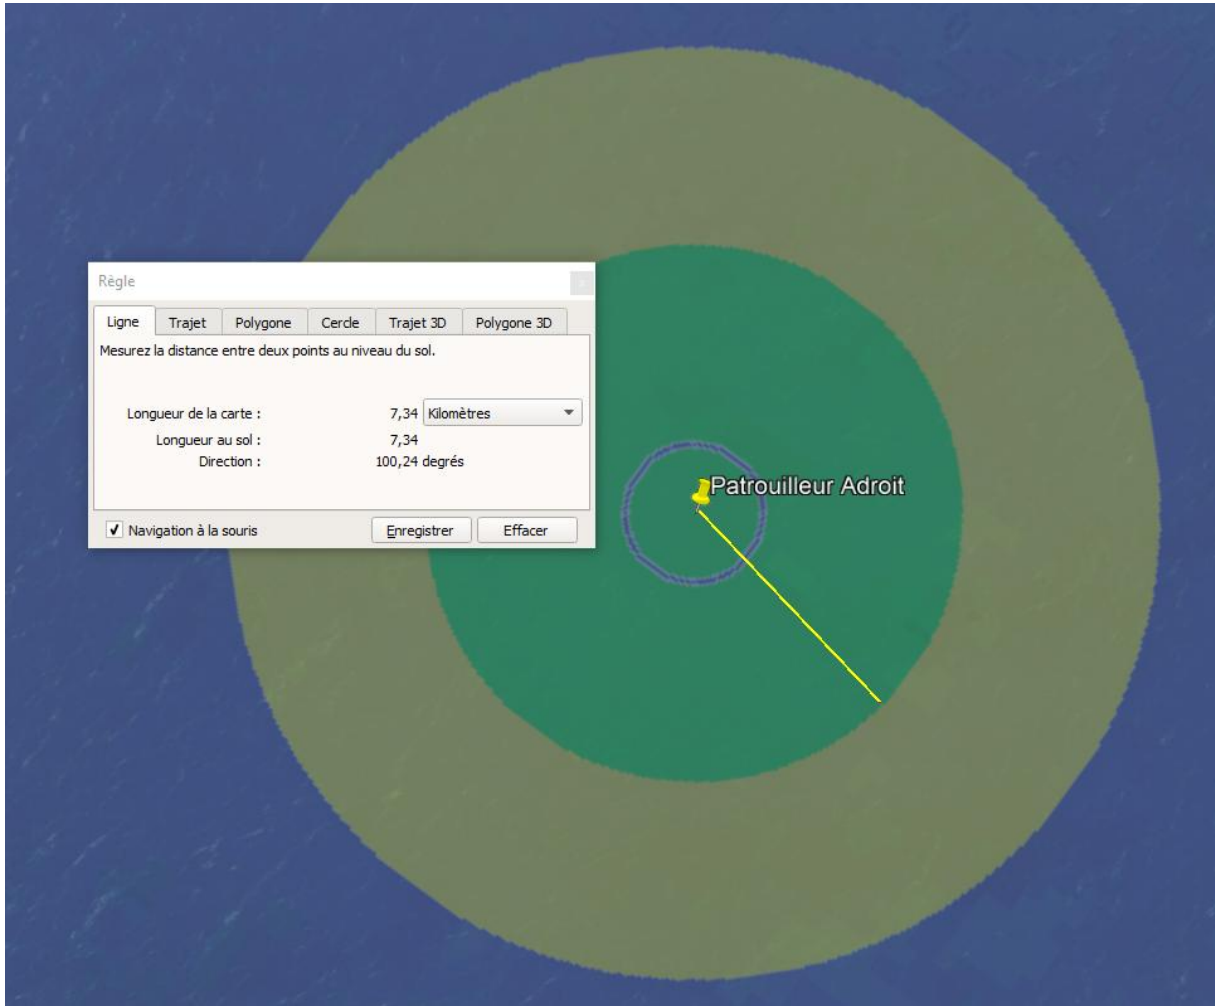 Règle
Ligne Trajet Polygone Cercle Trajet 3D Polygone 3D
Mesurez la distance entre deux points au niveau du sol.
Longueur de la carte : 7,34 Kilomètres
Longueur au sol : 7,34
Direction : 100,24 degrés
Patrouilleur Adroit
Navigation à la souris Enregistrer Effacer